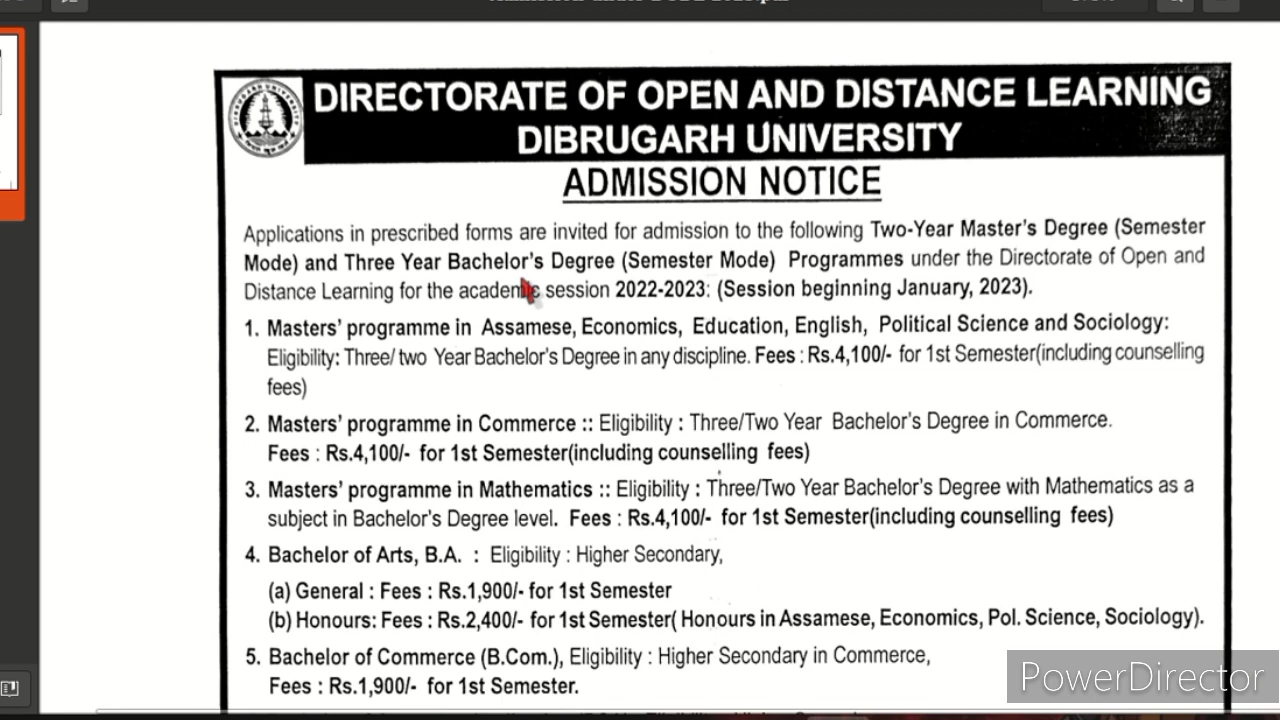 DIRECTORATE OF OPEN AND DISTANCE LEARNING
DIBRUGARH UNIVERSITY
ADMISSION NOTICE
Applications in prescribed forms are invited for admission to the following Two-Year Master's Degree (Semester
Mode) and Three Year Bachelor's Degree (Semester Mode) Programmes under the Directorate of Open and
Distance Learning for the academic session 2022-2023: (Session beginning January, 2023).
1. Masters' programme in Assamese, Economics, Education, English, Political Science and Sociology:
Eligibility: Three/ two Year Bachelor's Degree in any discipline. Fees : Rs.4,100/- for 1st Semester(including counselling
fees)
2. Masters' programme in Commerce :: Eligibility : Three/Two Year Bachelor's Degree in Commerce.
Fees : Rs.4,100/- for 1st Semester(including counselling fees)
3. Masters' programme in Mathematics :: Eligibility : Three/Two Year Bachelor's Degree with Mathematics as a
subject in Bachelor's Degree level. Fees : Rs.4,100/- for 1st Semester(including counselling fees)
4. Bachelor of Arts, B.A. : Eligibility : Higher Secondary,
(a) General : Fees : Rs.1,900/- for 1st Semester
(b) Honours: Fees : Rs.2,400/- for 1st Semester( Honours in Assamese, Economics, Pol. Science, Sociology).
5. Bachelor of Commerce (B.Com.), Eligibility : Higher Secondary in Commerce,
Fees : Rs.1,900/- for 1st Semester.
PowerDirector